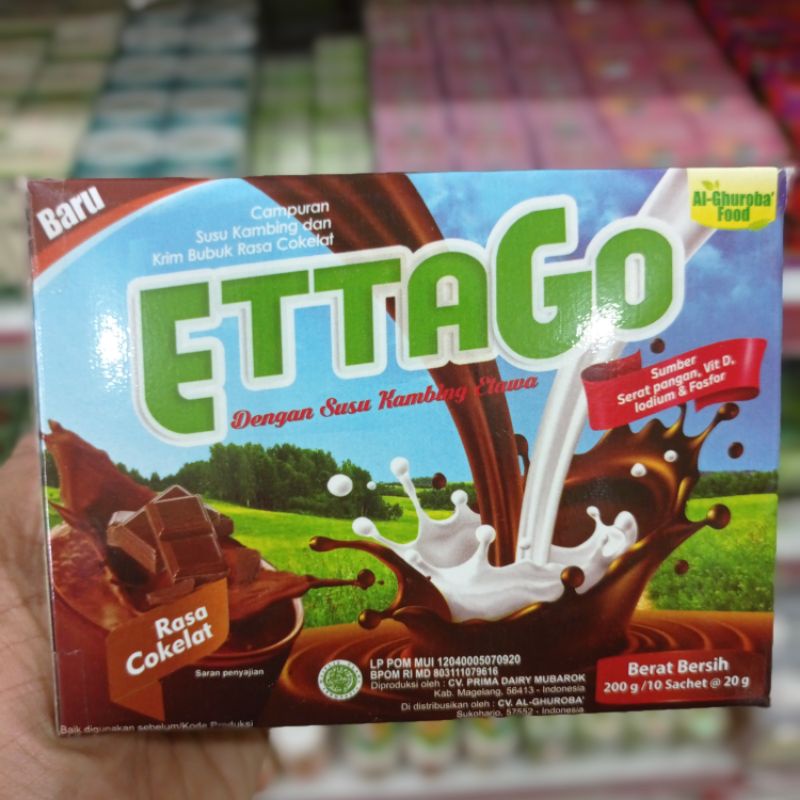 Baru
Campuran
Susu Kambing dan
Krim Bubuk Rasa Cokelat
Al-Ghuroba'
Food
ETTAGO
Dengan Susu Kambing Etawa
Sumber
Serat pangan, Vit D,
Iodium & Fosfor
Rasa
Cokelat
Saran penyajian
LP POM MUI 12040005070920
BPOM RI MD 803111079616
Diproduksi oleh : CV. PRIMA DAIRY MUBAROK
Kab. Magelang, 56413 - Indonesia
Di distribusikan oleh : CV. AL-GHUROBA'
Sukoharjo, 57552 - Indonesia
Berat Bersih
200 g /10 Sachet @ 20 g
Baik digunakan sebelum/Kode Produksi